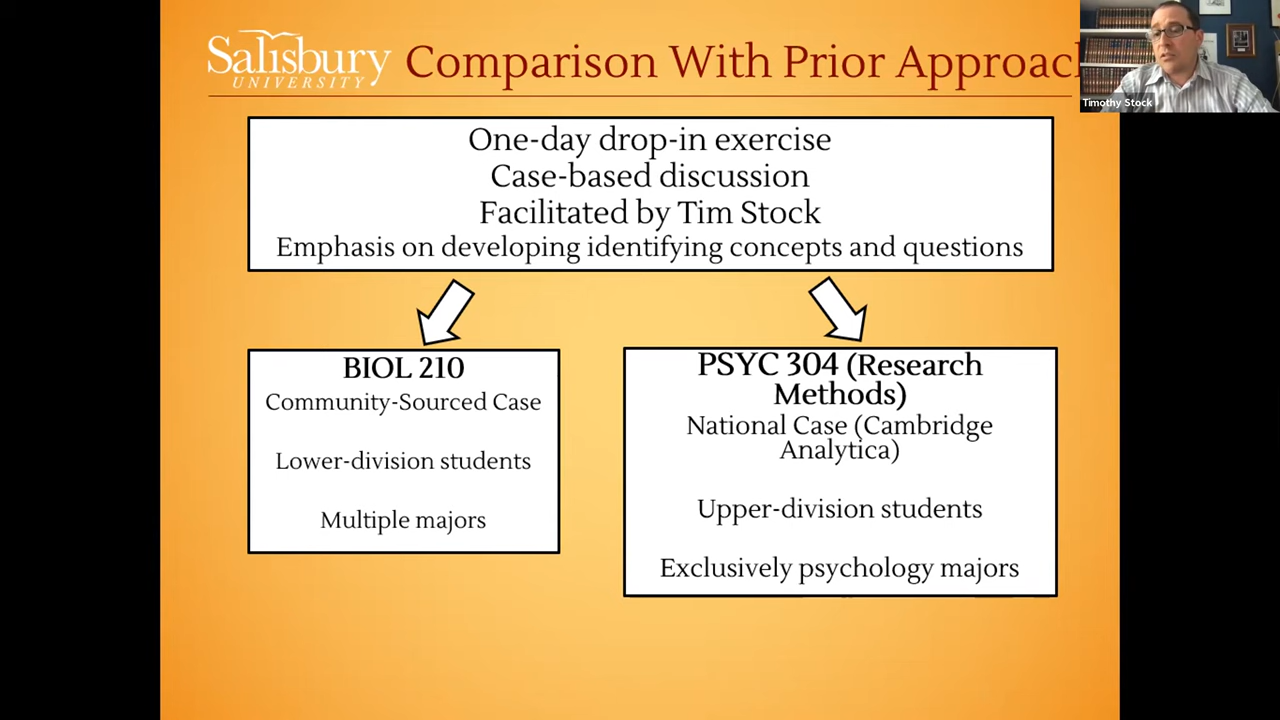 Salisbury
UNIVERSITY
Comparison With Prior Approach
Timothy Stock
One-day drop-in exercise
Case-based discussion
Facilitated by Tim Stock
Emphasis on developing identifying concepts and questions
BIOL 210
Community-Sourced Case
Lower-division students
Multiple majors
PSYC 304 (Research
Methods)
National Case (Cambridge
Analytica)
Upper-division students
Exclusively psychology majors